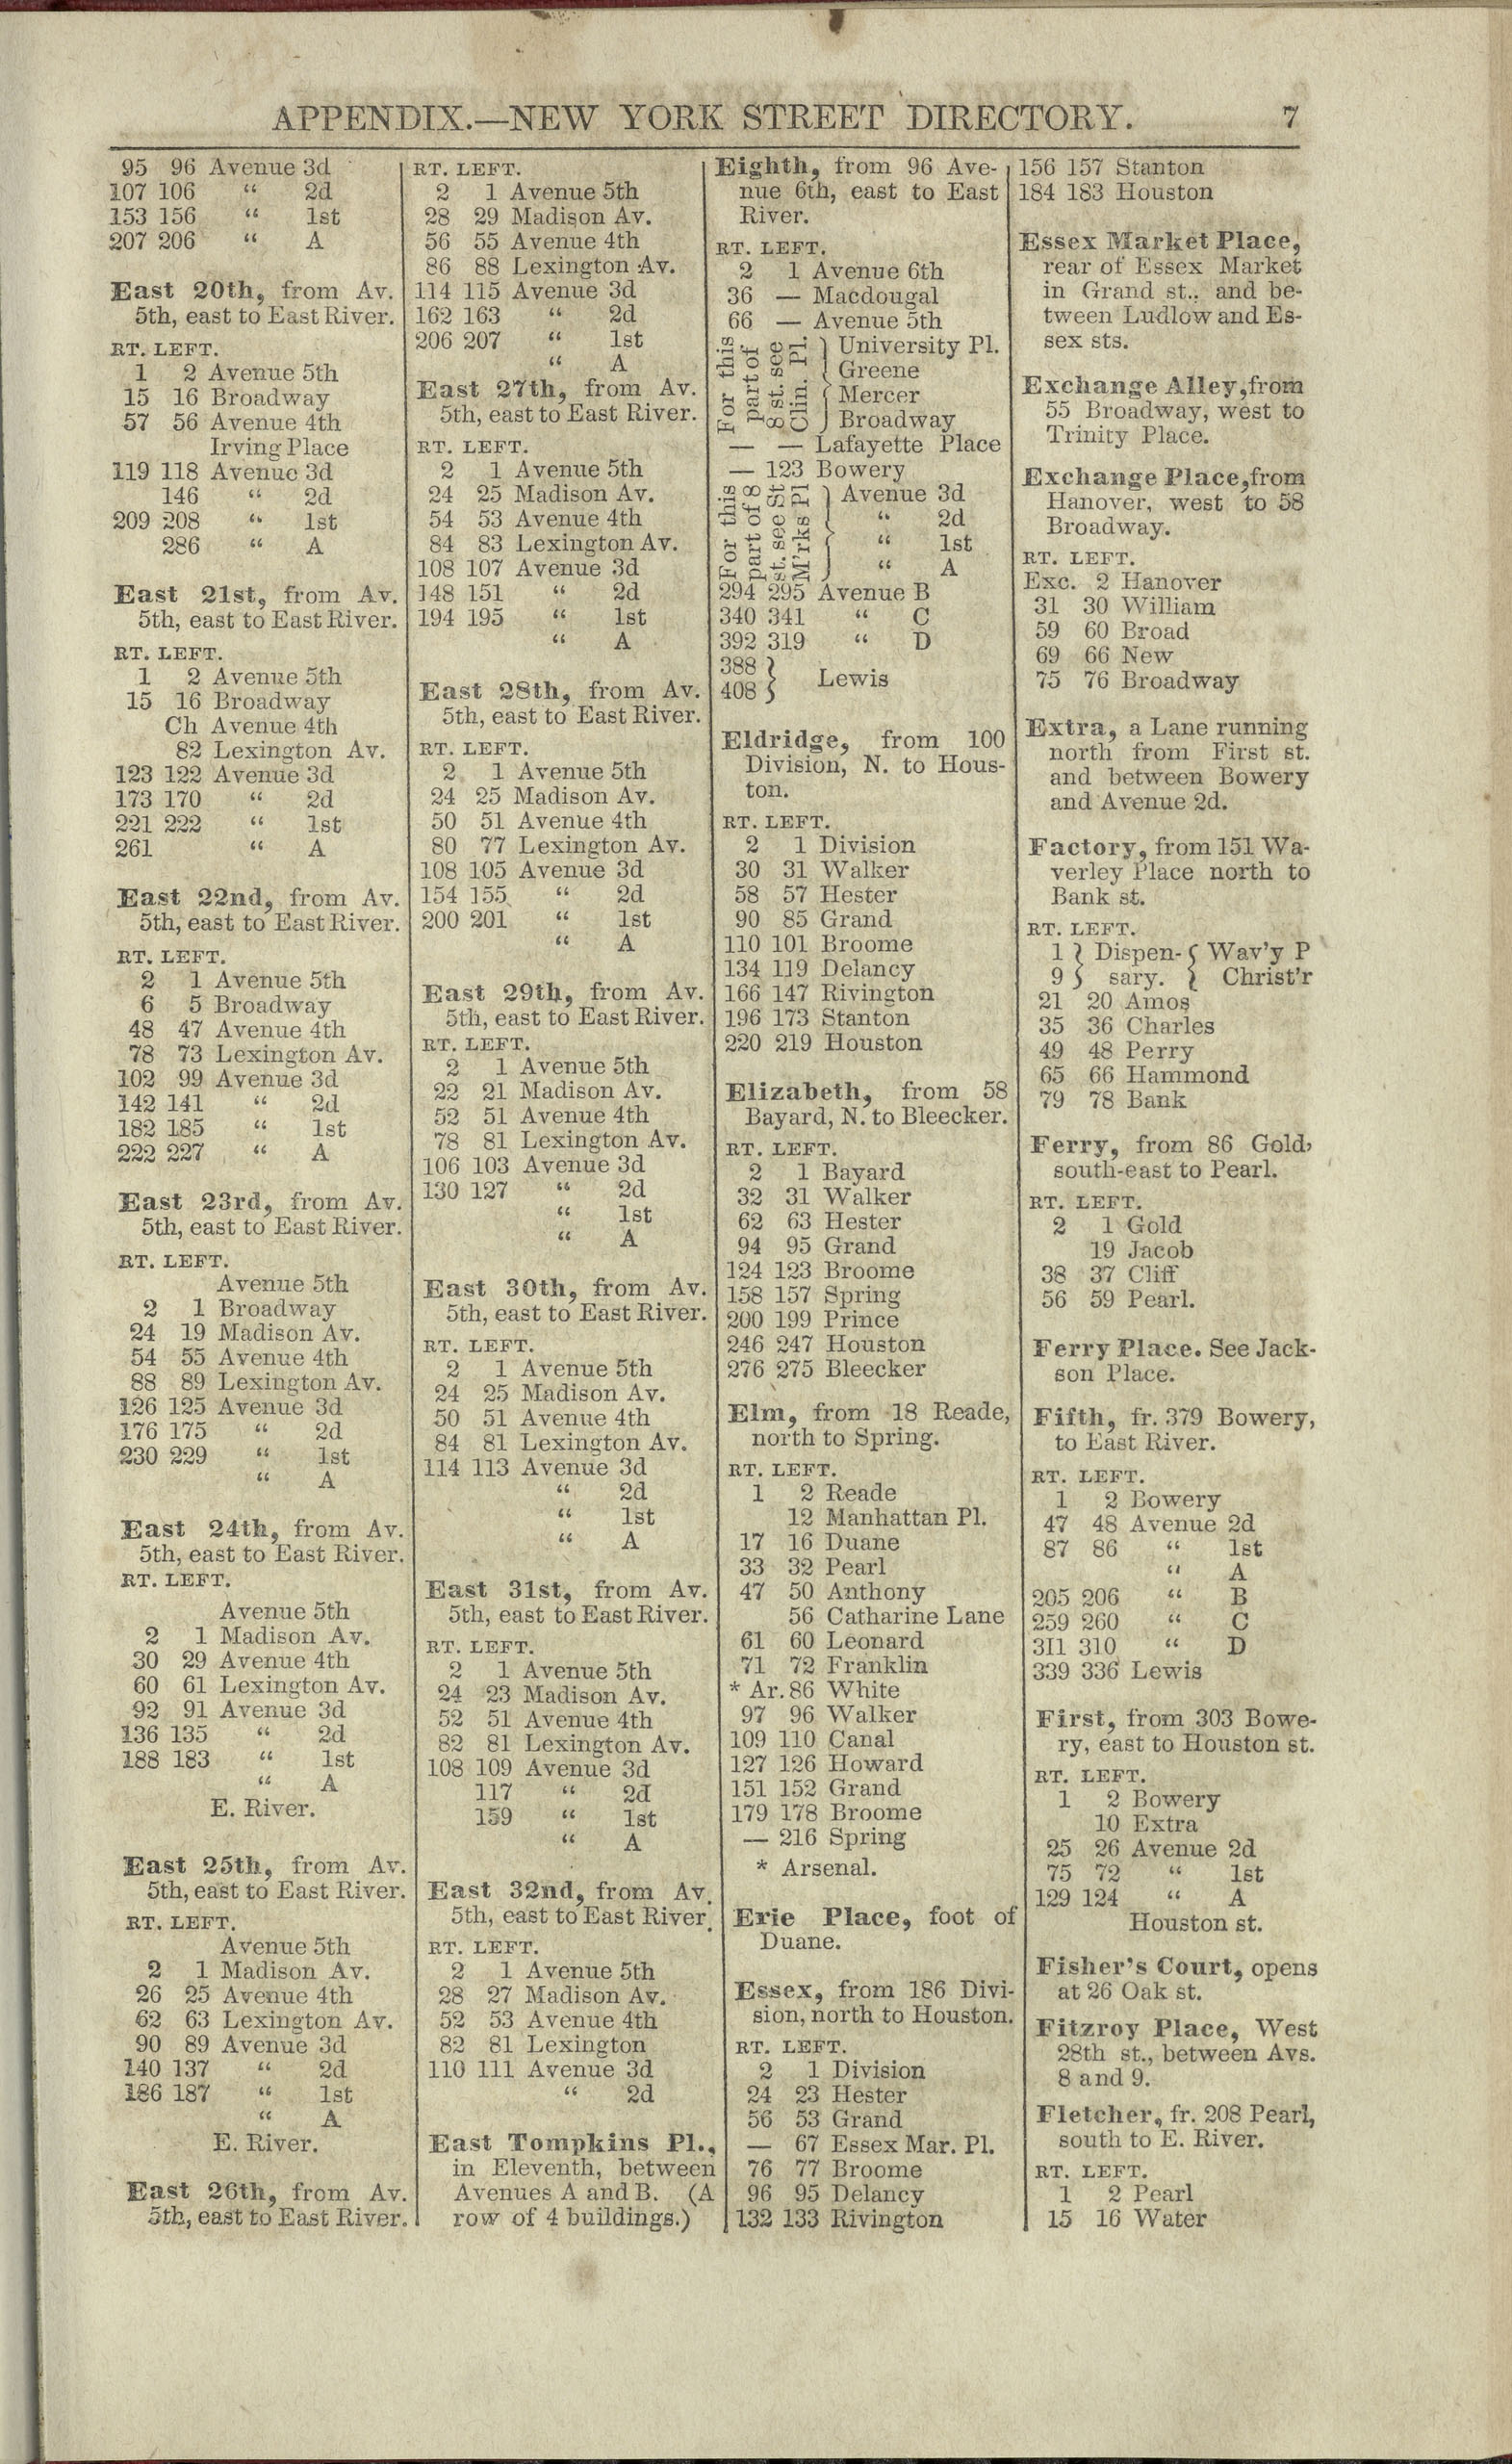 APPENDIX.—NEW YORK STREET DIRECTORY. 7
95 96 Avenue 3d
107 106 “ 2d
153 156 “ 1st
207 206 “ A
East 20th, from Av.
5th, east to East River.
RT. LEFT.
1 2 Avenue 5th
15 16 Broadway
57 56 Avenue 4th
Irving Place
119 118 Avenue 3d
146 “ 2d
209 208 “ 1st
286 “ A
East 21st, from Av.
5th, east to East River.
RT. LEFT.
1 2 Avenue 5th
15 16 Broadway
Ch Avenue 4th
82 Lexington Av.
123 122 Avenue 3d
173 170 “ 2d
221 222 “ 1st
261 “ A
East 22nd, from Av.
5th, east to East River.
RT. LEFT.
2 1 Avenue 5th
6 5 Broadway
48 47 Avenue 4th
78 73 Lexington Av.
102 99 Avenue 3d
142 141 “ 2d
182 185 “ 1st
222 227 “ A
East 23rd, from Av.
5th, east to East River.
RT. LEFT.
Avenue 5th
2 1 Broadway
24 19 Madison Av.
54 55 Avenue 4th
88 89 Lexington Av.
126 125 Avenue 3d
176 175 “ 2d
230 229 “ 1st
“ A
East 24th, from Av.
5th, east to East River.
RT. LEFT.
Avenue 5th
2 1 Madison Av.
30 29 Avenue 4th
60 61 Lexington Av.
92 91 Avenue 3d
136 135 “ 2d
188 183 “ 1st
“ A
E. River.
East 25th, from Av.
5th, east to East River.
RT. LEFT.
Avenue 5th
2 1 Madison Av.
26 25 Avenue 4th
62 63 Lexington Av.
90 89 Avenue 3d
140 137 “ 2d
186 187 “ 1st
“ A
E. River.
East 26th, from Av.
5th, east to East River.
RT. LEFT.
2 1 Avenue 5th
28 29 Madison Av.
56 55 Avenue 4th
86 88 Lexington Av.
114 115 Avenue 3d
162 163 “ 2d
206 207 “ 1st
“ A
East 27th, from Av.
5th, east to East River.
RT. LEFT.
2 1 Avenue 5th
24 25 Madison Av.
54 53 Avenue 4th
84 83 Lexington Av.
108 107 Avenue 3d
148 151 “ 2d
194 195 “ 1st
“ A
East 28th, from Av.
5th, east to East River.
RT. LEFT.
2 1 Avenue 5th
24 25 Madison Av.
50 51 Avenue 4th
80 77 Lexington Av.
108 105 Avenue 3d
154 155 “ 2d
200 201 “ 1st
“ A
East 29th, from Av.
5th, east to East River.
RT. LEFT.
2 1 Avenue 5th
22 21 Madison Av.
52 51 Avenue 4th
78 81 Lexington Av.
106 103 Avenue 3d
130 127 “ 2d
“ 1st
“ A
East 30th, from Av.
5th, east to East River.
RT. LEFT.
2 1 Avenue 5th
24 25 Madison Av.
50 51 Avenue 4th
84 81 Lexington Av.
114 113 Avenue 3d
“ 2d
“ 1st
“ A
East 31st, from Av.
5th, east to East River.
RT. LEFT.
2 1 Avenue 5th
24 23 Madison Av.
52 51 Avenue 4th
82 81 Lexington Av.
108 109 Avenue 3d
117 “ 2d
159 “ 1st
“ A
East 32nd, from Av.
5th, east to East River.
RT. LEFT.
2 1 Avenue 5th
28 27 Madison Av.
52 53 Avenue 4th
82 81 Lexington
110 111 Avenue 3d
“ 2d
East Tompkins Pl.,
in Eleventh, between
Avenues A and B. (A
row of 4 buildings.)
Eighth, from 96 Ave-
nue 6th, east to East
River.
RT. LEFT.
2 1 Avenue 6th
36 — Macdougal
66 — Avenue 5th
For this
part of
8 st. see
Clin. Pl.
University Pl.
Greene
Mercer
Broadway
— — Lafayette Place
— 123 Bowery
For this
part of 8
st. see St
M'rks Pl
Avenue 3d
“ 2d
“ 1st
“ A
294 295 Avenue B
340 341 “ C
392 319 “ D
388 }
408 } Lewis
Eldridge, from 100
Division, N. to Hous-
ton.
RT. LEFT.
2 1 Division
30 31 Walker
58 57 Hester
90 85 Grand
110 101 Broome
134 119 Delancy
166 147 Rivington
196 173 Stanton
220 219 Houston
Elizabeth, from 58
Bayard, N. to Bleecker.
RT. LEFT.
2 1 Bayard
32 31 Walker
62 63 Hester
94 95 Grand
124 123 Broome
158 157 Spring
200 199 Prince
246 247 Houston
276 275 Bleecker
Elm, from 18 Reade,
north to Spring.
RT. LEFT.
1 2 Reade
12 Manhattan Pl.
17 16 Duane
33 32 Pearl
47 50 Anthony
56 Catharine Lane
61 60 Leonard
71 72 Franklin
* Ar. 86 White
97 96 Walker
109 110 Canal
127 126 Howard
151 152 Grand
179 178 Broome
— 216 Spring
* Arsenal.
Erie Place, foot of
Duane.
Essex, from 186 Divi-
sion, north to Houston.
RT. LEFT.
2 1 Division
24 23 Hester
56 53 Grand
— 67 Essex Mar. Pl.
76 77 Broome
96 95 Delancy
132 133 Rivington
156 157 Stanton
184 183 Houston
Essex Market Place,
rear of Essex Market
in Grand st., and be-
tween Ludlow and Es-
sex sts.
Exchange Alley, from
55 Broadway, west to
Trinity Place.
Exchange Place, from
Hanover, west to 58
Broadway.
RT. LEFT.
Exc. 2 Hanover
31 30 William
59 60 Broad
69 66 New
75 76 Broadway
Extra, a Lane running
north from First st.
and between Bowery
and Avenue 2d.
Factory, from 151 Wa-
verley Place north to
Bank st.
RT. LEFT.
1 } Dispen- { Wav'y P
9 } sary. { Christ'r
21 20 Amos
35 36 Charles
49 48 Perry
65 66 Hammond
79 78 Bank
Ferry, from 86 Gold,
south-east to Pearl.
RT. LEFT.
2 1 Gold
19 Jacob
38 37 Cliff
56 59 Pearl.
Ferry Place. See Jack-
son Place.
Fifth, fr. 379 Bowery,
to East River.
RT. LEFT.
1 2 Bowery
47 48 Avenue 2d
87 86 “ 1st
“ A
205 206 “ B
259 260 “ C
311 310 “ D
339 336 Lewis
First, from 303 Bowe-
ry, east to Houston st.
RT. LEFT.
1 2 Bowery
10 Extra
25 26 Avenue 2d
75 72 “ 1st
129 124 “ A
Houston st.
Fisher's Court, opens
at 26 Oak st.
Fitzroy Place, West
28th st., between Avs.
8 and 9.
Fletcher, fr. 208 Pearl,
south to E. River.
RT. LEFT.
1 2 Pearl
15 16 Water